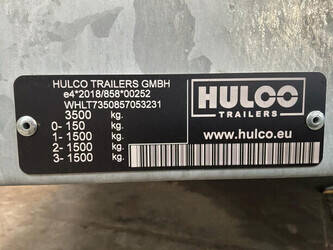 HULCO TRAILERS GMBH
e4*2018/858*00252
WHLT7350857053231
3500 kg.
0- 150 kg.
1- 1500 kg.
2- 1500 kg.
3- 1500 kg.
HULCO
TRAILERS
www.hulco.eu